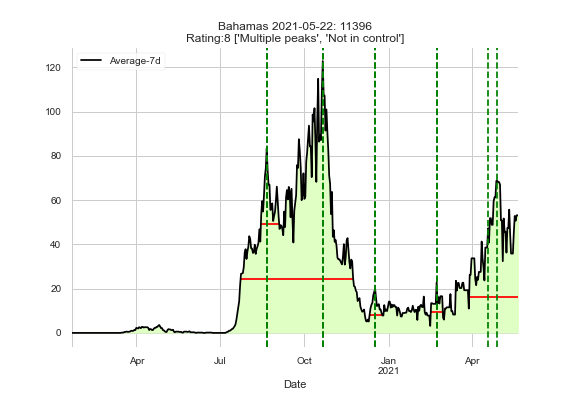 Bahamas 2021-05-22: 11396
Rating:8 ['Multiple peaks', 'Not in control']
Average-7d
120
100
80
60
40
20
0
Apr
Jul
Oct
Jan
2021
Apr
Date